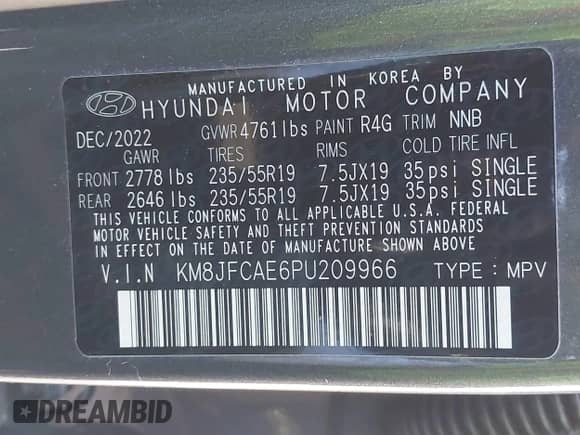 MANUFACTURED IN KOREA BY
HYUNDAI MOTOR COMPANY
DEC/2022 GVWR 4761 lbs PAINT R4G TRIM NNB
GAWR TIRES RIMS COLD TIRE INFL
FRONT 2778 lbs 235/55R19 7.5JX19 35psi SINGLE
REAR 2646 lbs 235/55R19 7.5JX19 35psi SINGLE
THIS VEHICLE CONFORMS TO ALL APPLICABLE U.S.A. FEDERAL
MOTOR VEHICLE SAFETY AND THEFT PREVENTION STANDARDS
IN EFFECT ON THE DATE OF MANUFACTURE SHOWN ABOVE.
V.I.N KM8JFCAE6PU209966 TYPE : MPV
DREAMBID